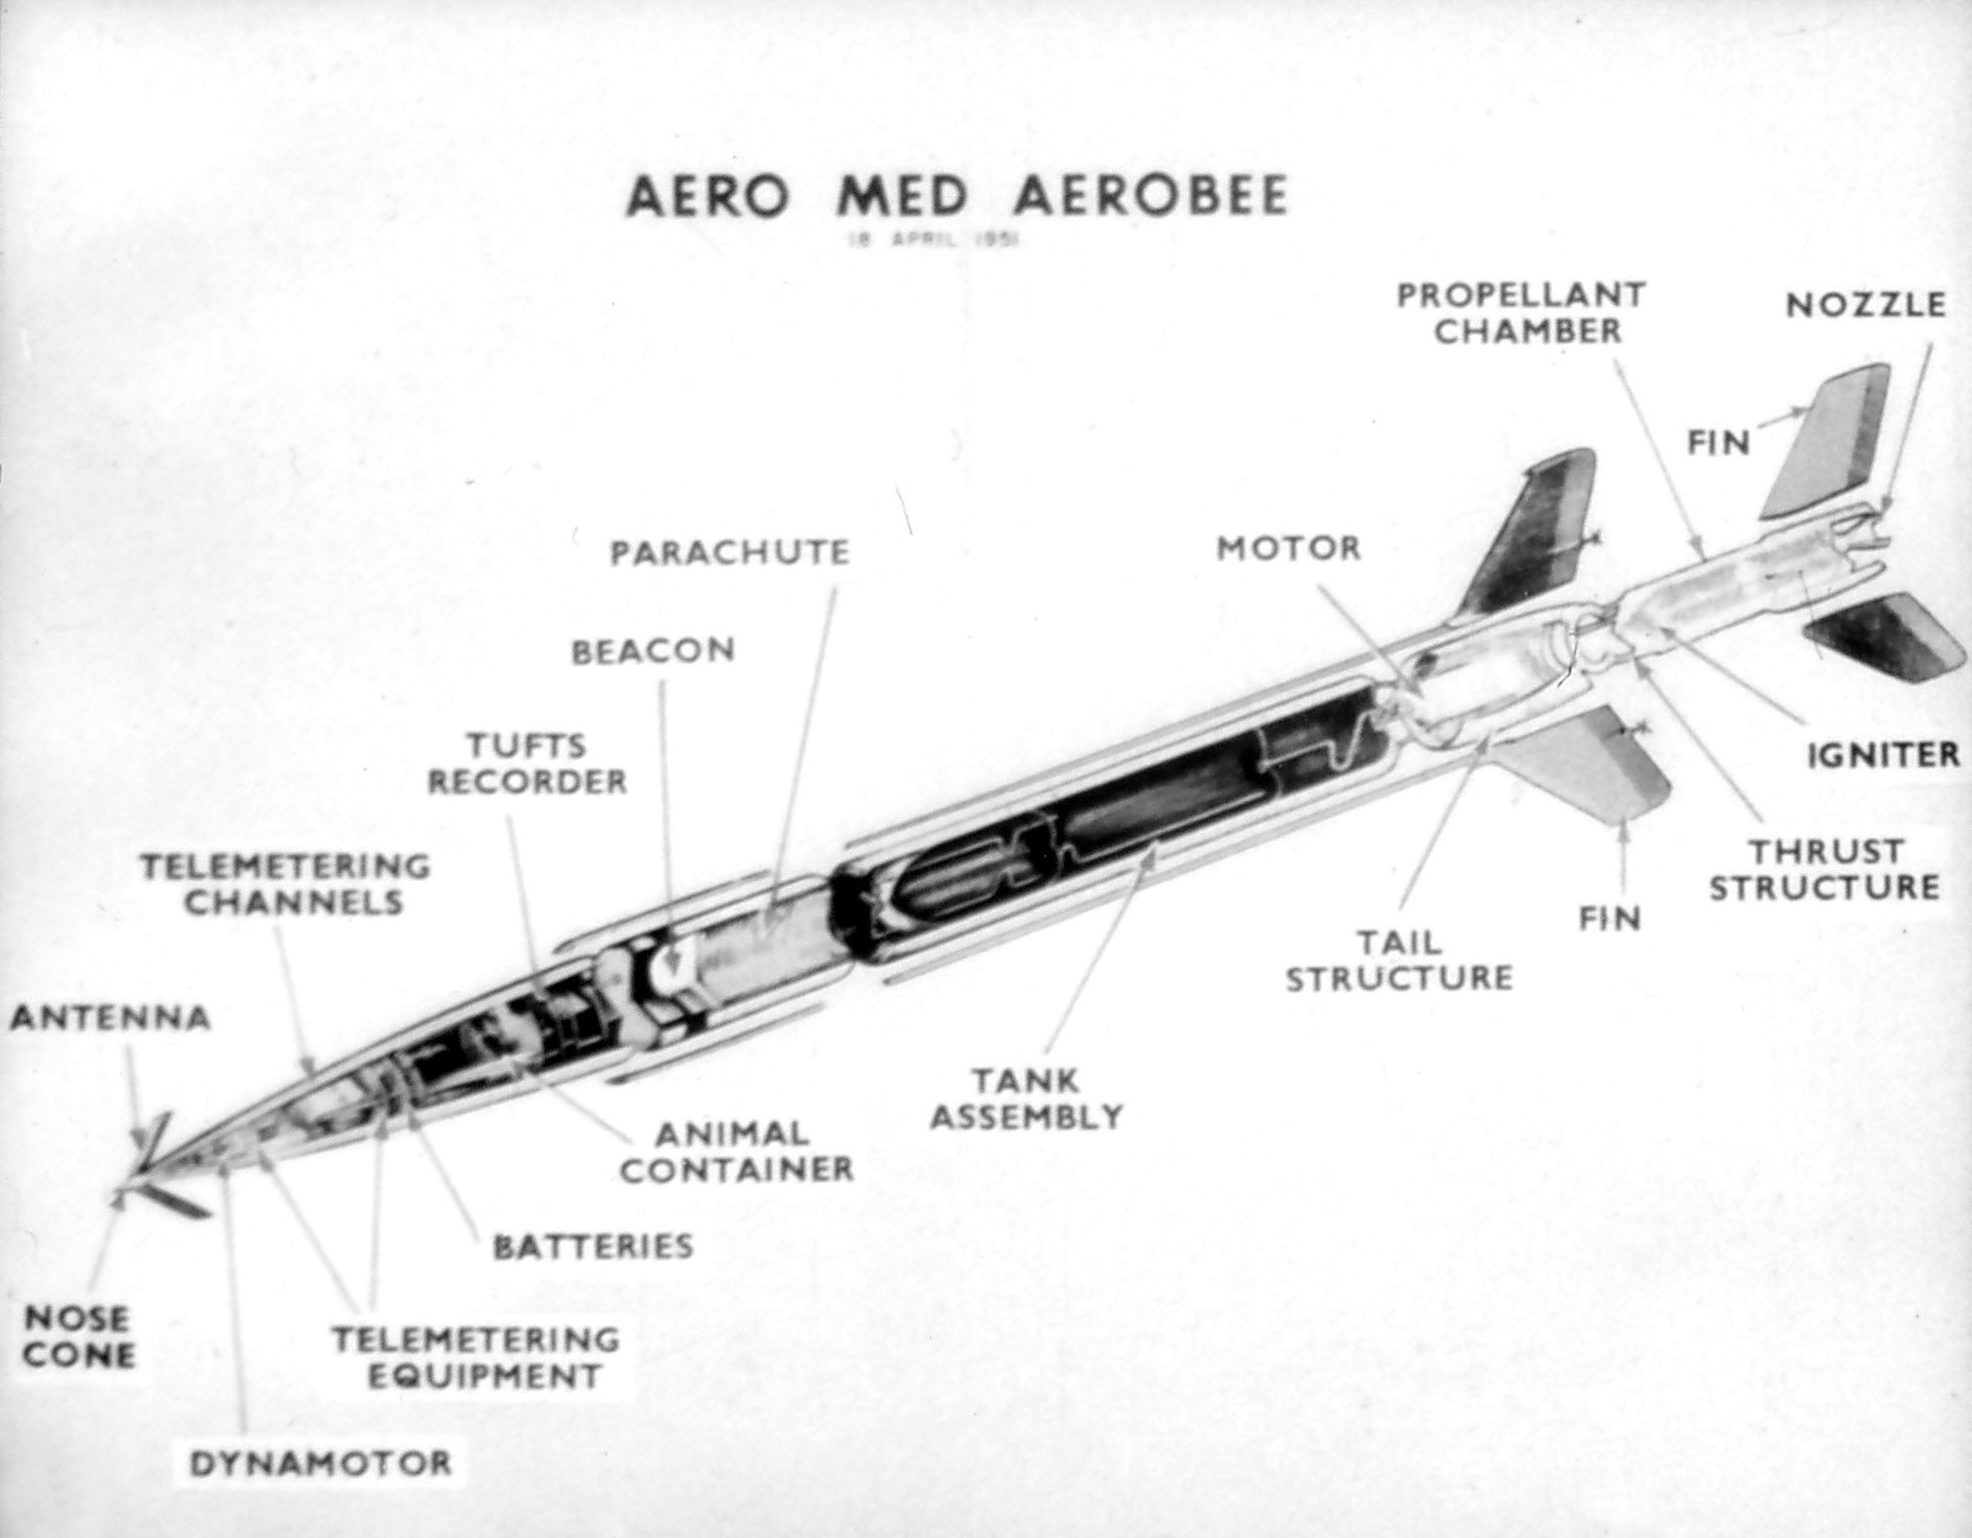 AERO MED AEROBEE
18 APRIL 1951
PROPELLANT
CHAMBER
NOZZLE
FIN
PARACHUTE
MOTOR
BEACON
TUFTS
RECORDER
IGNITER
TELEMETERING
CHANNELS
THRUST
STRUCTURE
FIN
TAIL
STRUCTURE
ANTENNA
TANK
ASSEMBLY
ANIMAL
CONTAINER
BATTERIES
NOSE
CONE
TELEMETERING
EQUIPMENT
DYNAMOTOR